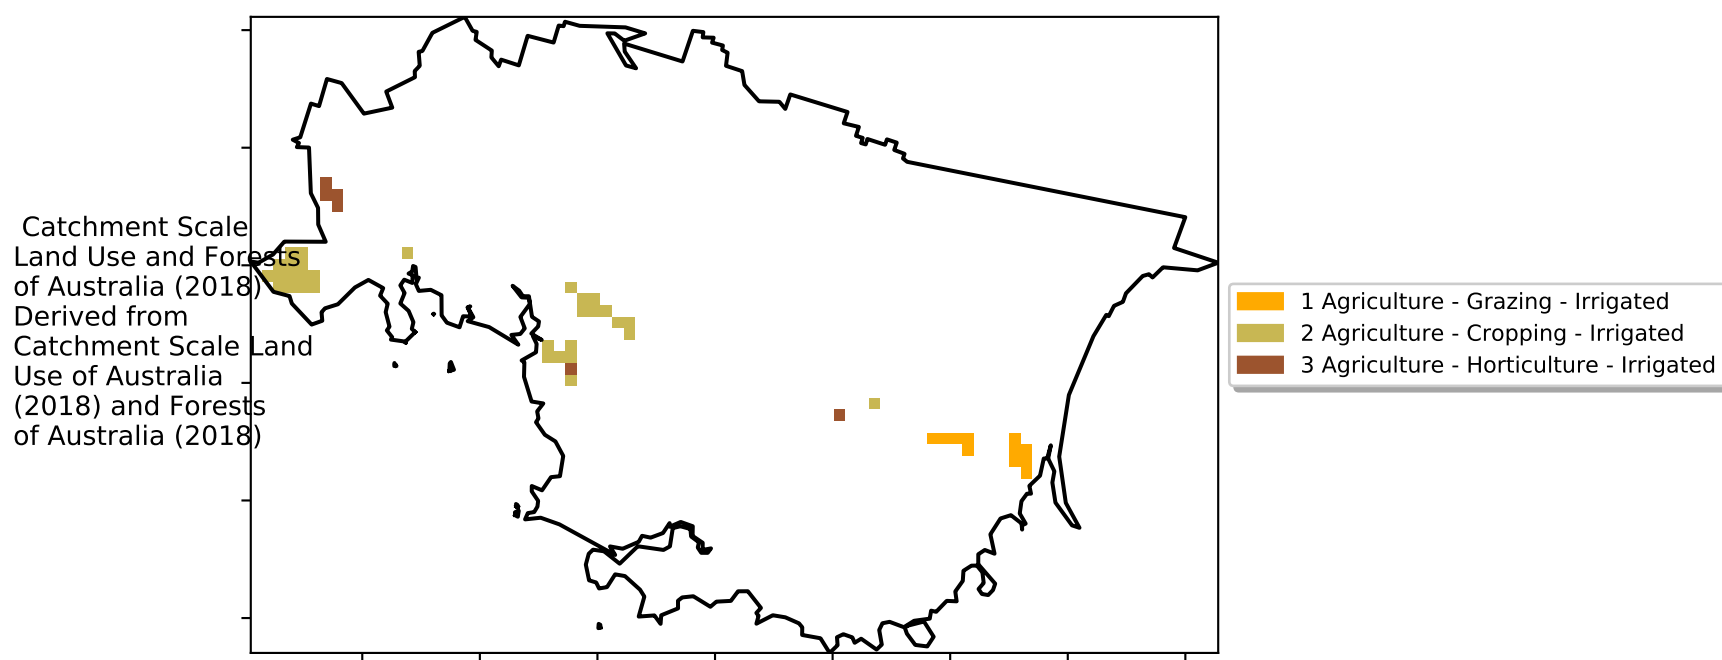 Catchment Scale
Land Use and Forests
of Australia (2018)
Derived from
Catchment Scale Land
Use of Australia
(2018) and Forests
of Australia (2018)
1 Agriculture - Grazing - Irrigated
2 Agriculture - Cropping - Irrigated
3 Agriculture - Horticulture - Irrigated